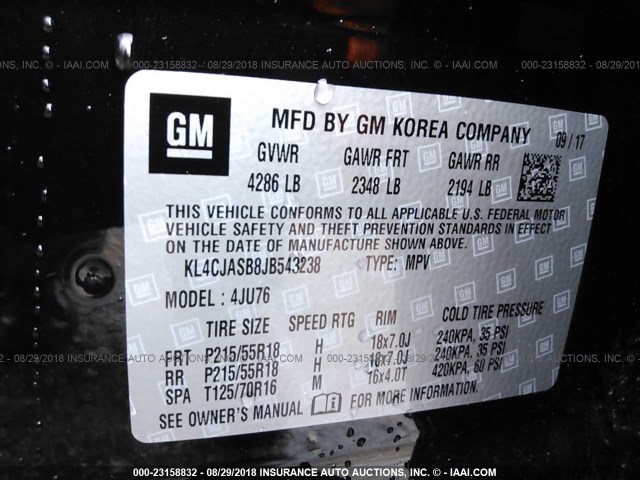 000-23158832 - 08/29/2018 INSURANCE AUTO AUCTIONS, INC. - © IAAI.COM
GM
MFD BY GM KOREA COMPANY 09/17
GVWR GAWR FRT GAWR RR
4286 LB 2348 LB 2194 LB
THIS VEHICLE CONFORMS TO ALL APPLICABLE U.S. FEDERAL MOTOR
VEHICLE SAFETY AND THEFT PREVENTION STANDARDS IN EFFECT
ON THE DATE OF MANUFACTURE SHOWN ABOVE.
KL4CJASB8JB543238 TYPE: MPV
MODEL : 4JU76
TIRE SIZE SPEED RTG RIM COLD TIRE PRESSURE
FRT P215/55R18 H 18x7.0J 240KPA, 35 PSI
RR P215/55R18 H 18x7.0J 240KPA, 35 PSI
SPA T125/70R16 M 16x4.0T 420KPA, 60 PSI
SEE OWNER'S MANUAL FOR MORE INFORMATION.
000-23158832 - 08/29/2018 INSURANCE AUTO AUCTIONS, INC. - © IAAI.COM
000-23158832 - 08/29/2018 INSURANCE AUTO AUCTIONS, INC. - © IAAI.COM